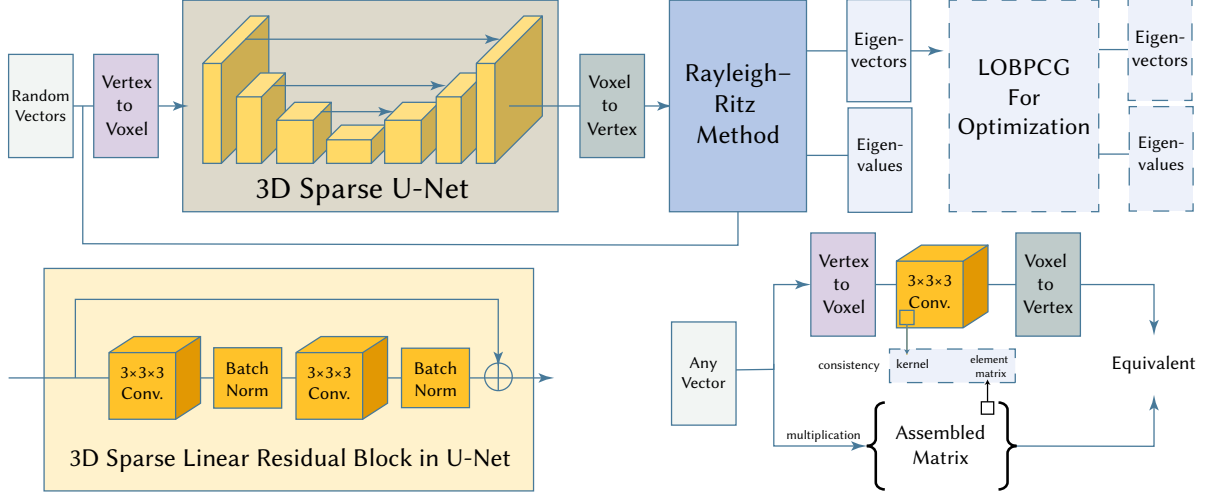 Random
Vectors
Vertex
to
Voxel
3D Sparse U-Net
Voxel
to
Vertex
Rayleigh–
Ritz
Method
Eigen-
vectors
Eigen-
values
LOBPCG
For
Optimization
Eigen-
vectors
Eigen-
values
3×3×3
Conv.
Batch
Norm
3×3×3
Conv.
Batch
Norm
3D Sparse Linear Residual Block in U-Net
Any
Vector
Vertex
to
Voxel
3×3×3
Conv.
Voxel
to
Vertex
consistency
kernel
element
matrix
Equivalent
multiplication
Assembled
Matrix